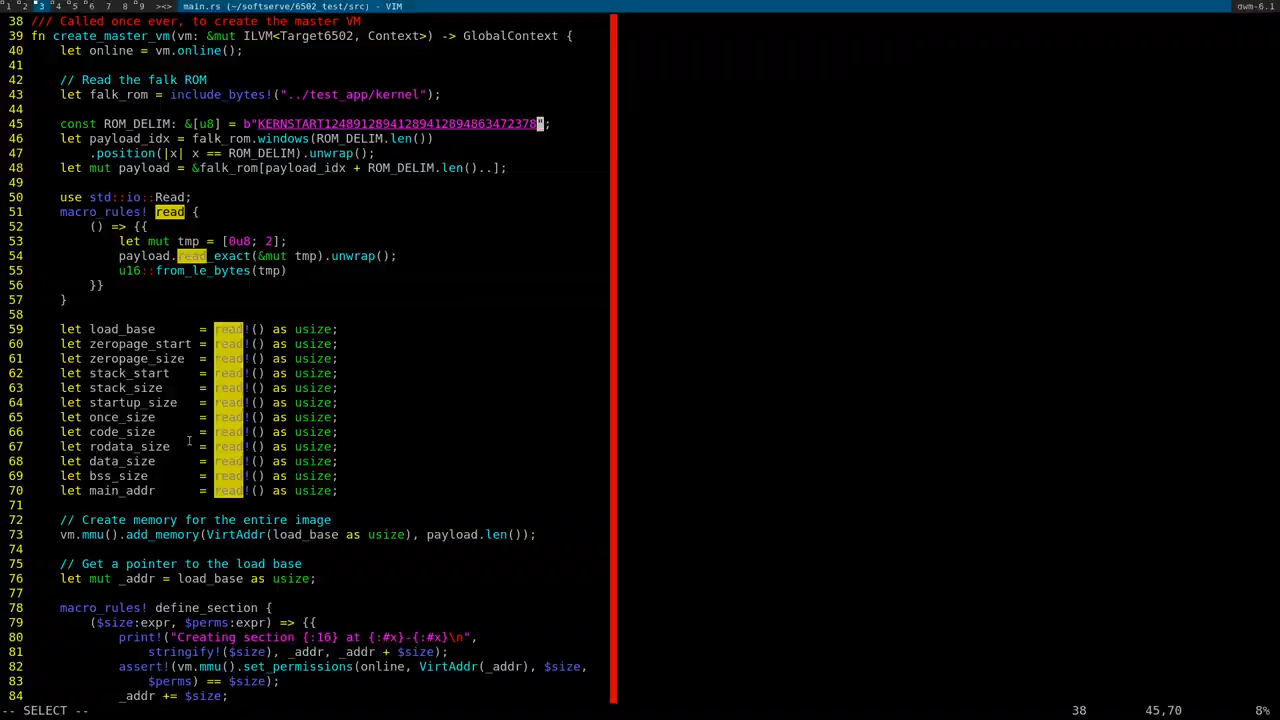 1 2 3 4 5 6 7 8 9 ><> main.rs (~/softserve/6502_test/src) - VIM dwm-6.1
38 /// Called once ever, to create the master VM
39 fn create_master_vm(vm: &mut ILVM<Target6502, Context>) -> GlobalContext {
40     let online = vm.online();
41
42     // Read the falk ROM
43     let falk_rom = include_bytes!("../test_app/kernel");
44
45     const ROM_DELIM: &[u8] = b"KERNSTART12489128941289412894863472378";
46     let payload_idx = falk_rom.windows(ROM_DELIM.len())
47         .position(|x| x == ROM_DELIM).unwrap();
48     let mut payload = &falk_rom[payload_idx + ROM_DELIM.len()..];
49
50     use std::io::Read;
51     macro_rules! read {
52         () => {{
53             let mut tmp = [0u8; 2];
54             payload.read_exact(&mut tmp).unwrap();
55             u16::from_le_bytes(tmp)
56         }}
57     }
58
59     let load_base      = read!() as usize;
60     let zeropage_start = read!() as usize;
61     let zeropage_size  = read!() as usize;
62     let stack_start    = read!() as usize;
63     let stack_size     = read!() as usize;
64     let startup_size   = read!() as usize;
65     let once_size      = read!() as usize;
66     let code_size      = read!() as usize;
67     let rodata_size    = read!() as usize;
68     let data_size      = read!() as usize;
69     let bss_size       = read!() as usize;
70     let main_addr      = read!() as usize;
71
72     // Create memory for the entire image
73     vm.mmu().add_memory(VirtAddr(load_base as usize), payload.len());
74
75     // Get a pointer to the load base
76     let mut _addr = load_base as usize;
77
78     macro_rules! define_section {
79         ($size:expr, $perms:expr) => {{
80             print!("Creating section {:16} at {:#x}-{:#x}\n",
81                 stringify!($size), _addr, _addr + $size);
82             assert!(vm.mmu().set_permissions(online, VirtAddr(_addr), $size,
83                 $perms) == $size);
84             _addr += $size;
-- SELECT -- 38 45,70 8%